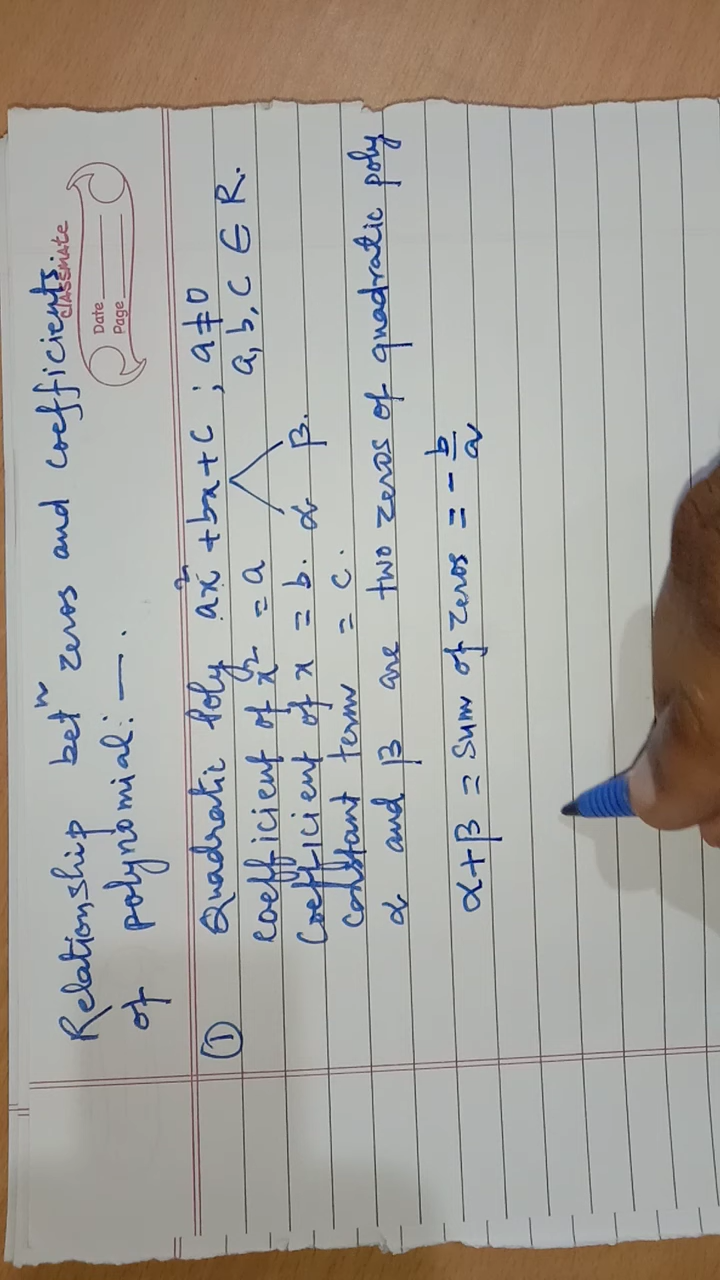 classmate
Date
Page
Relationship betⁿ zeros and coefficients.
of polynomial: —.
① Quadratic Poly ax² + bx + c ; a ≠ 0
coefficient of x² = a a, b, c ∈ R.
Coefficient of x = b. α β.
constant term = c.
α and β are two zeros of quadratic poly
α + β = Sum of zeros = - b/a